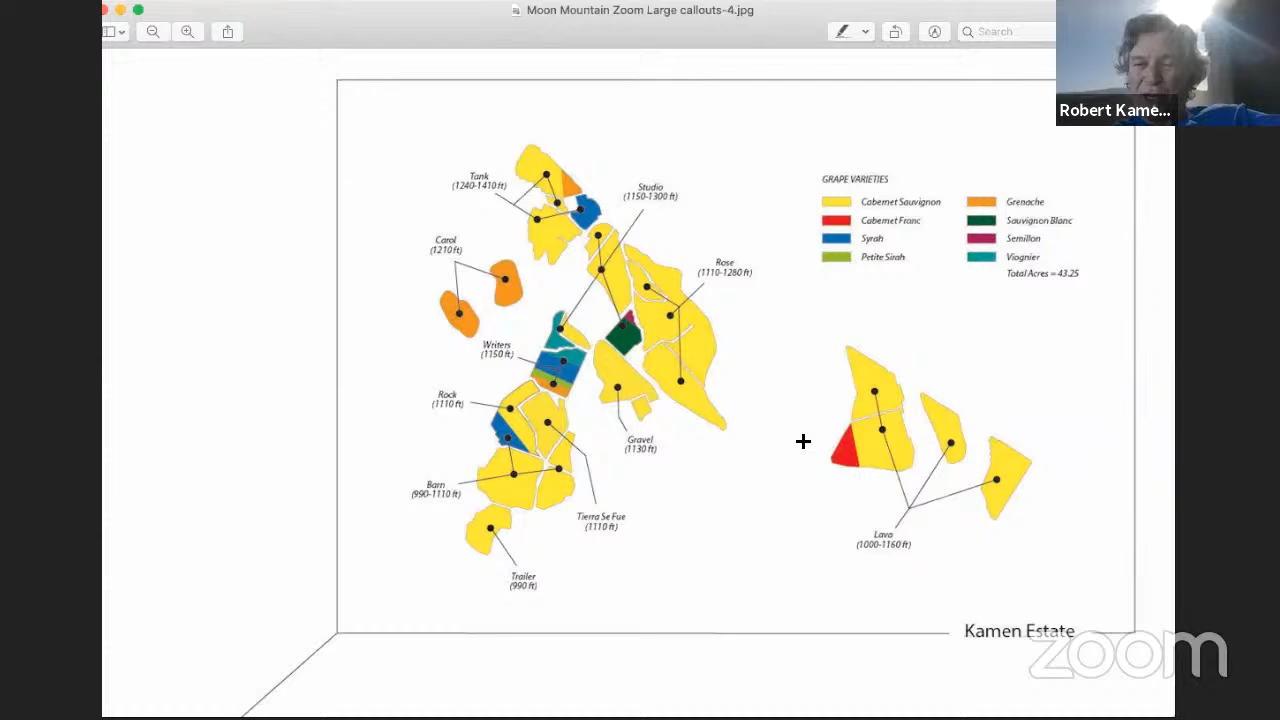 Moon Mountain Zoom Large callouts-4.jpg
Search
Robert Kame...
Tank
(1240-1410 ft)
Studio
(1150-1300 ft)
Carol
(1210 ft)
Rose
(1110-1280 ft)
Writers
(1150 ft)
Rock
(1110 ft)
Gravel
(1130 ft)
Barn
(990-1110 ft)
Tierra Se Fue
(1110 ft)
Trailer
(990 ft)
GRAPE VARIETIES
Cabernet Sauvignon
Cabernet Franc
Syrah
Petite Sirah
Grenache
Sauvignon Blanc
Semillon
Viognier
Total Acres = 43.25
Lava
(1000-1160 ft)
Kamen Estate
zoom